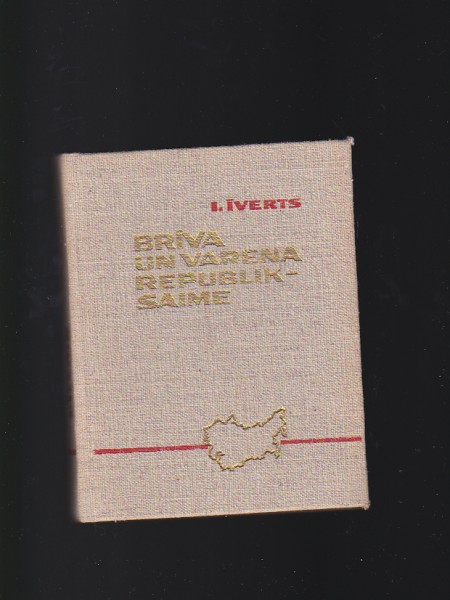 I. ĪVERTS
BRĪVA
UN VARENA
REPUBLIK-
SAIME